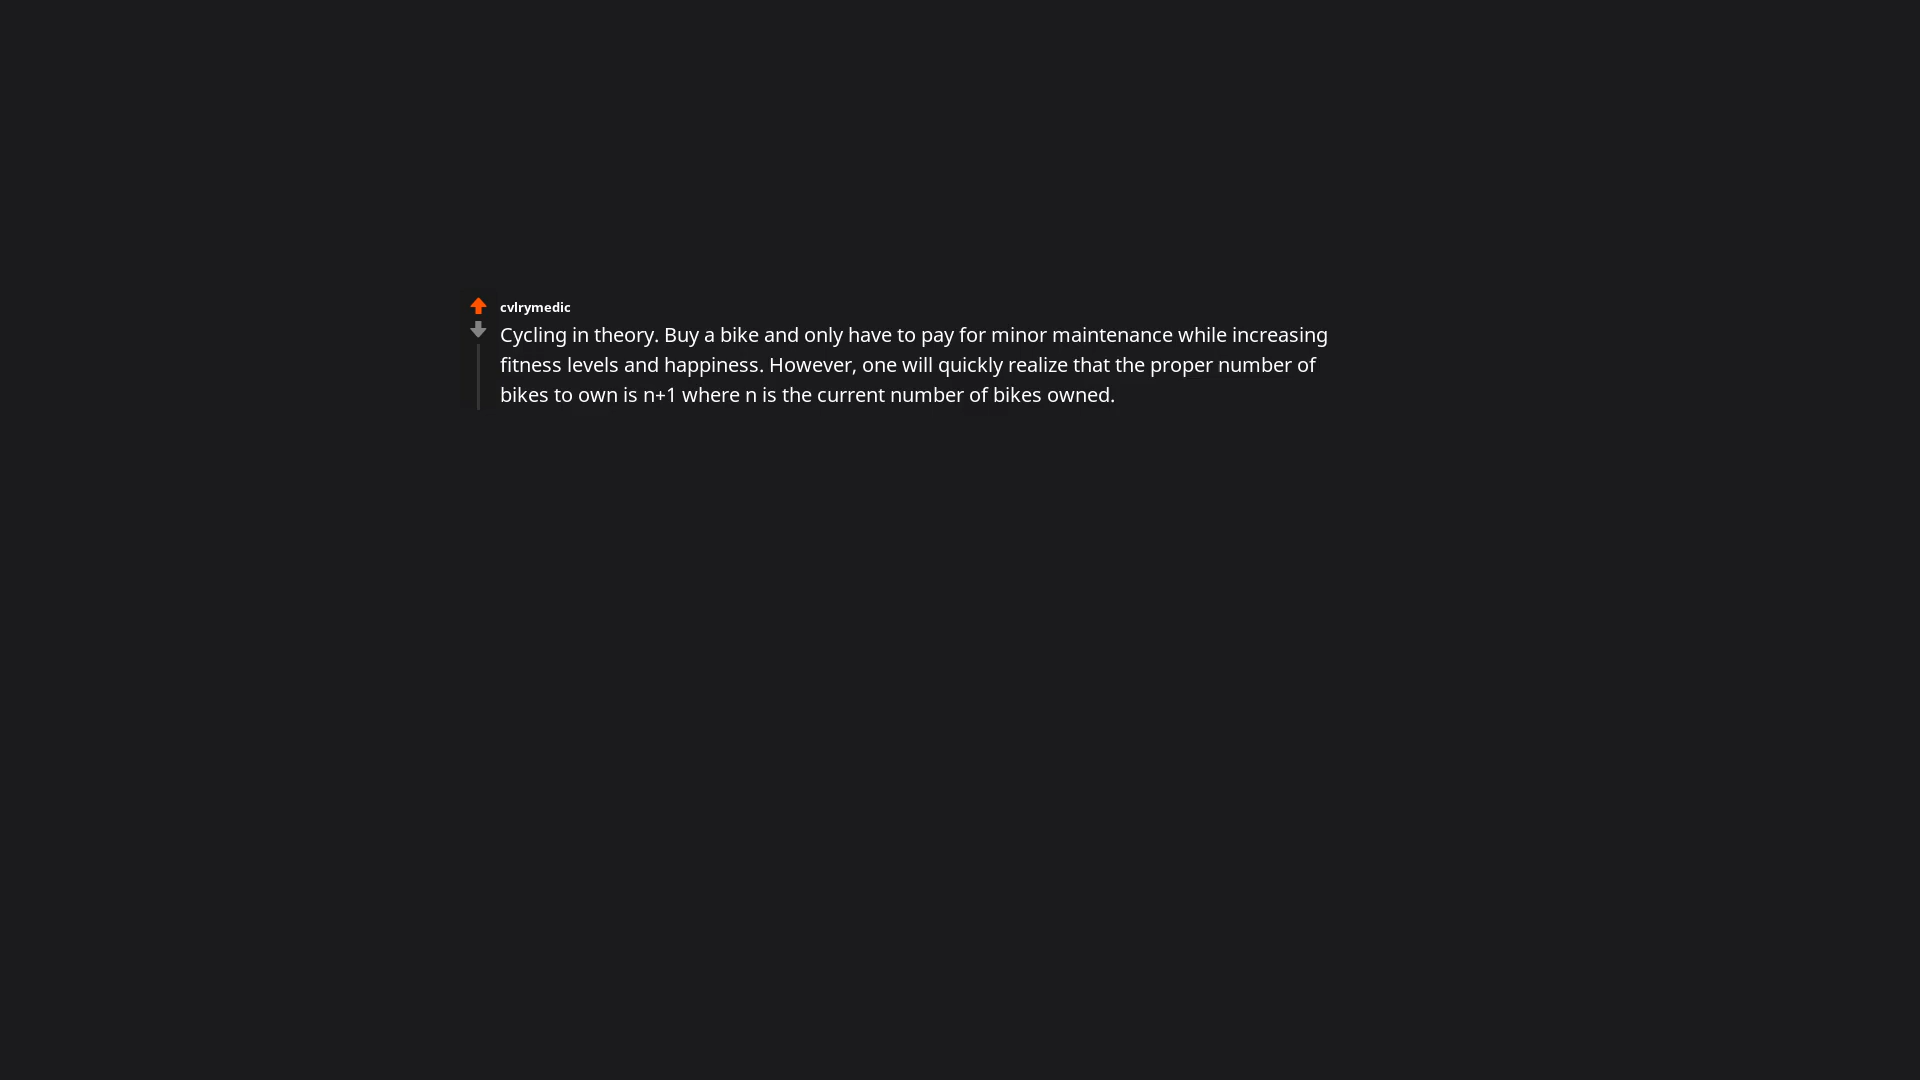 cvlrymedic
Cycling in theory. Buy a bike and only have to pay for minor maintenance while increasing
fitness levels and happiness. However, one will quickly realize that the proper number of
bikes to own is n+1 where n is the current number of bikes owned.